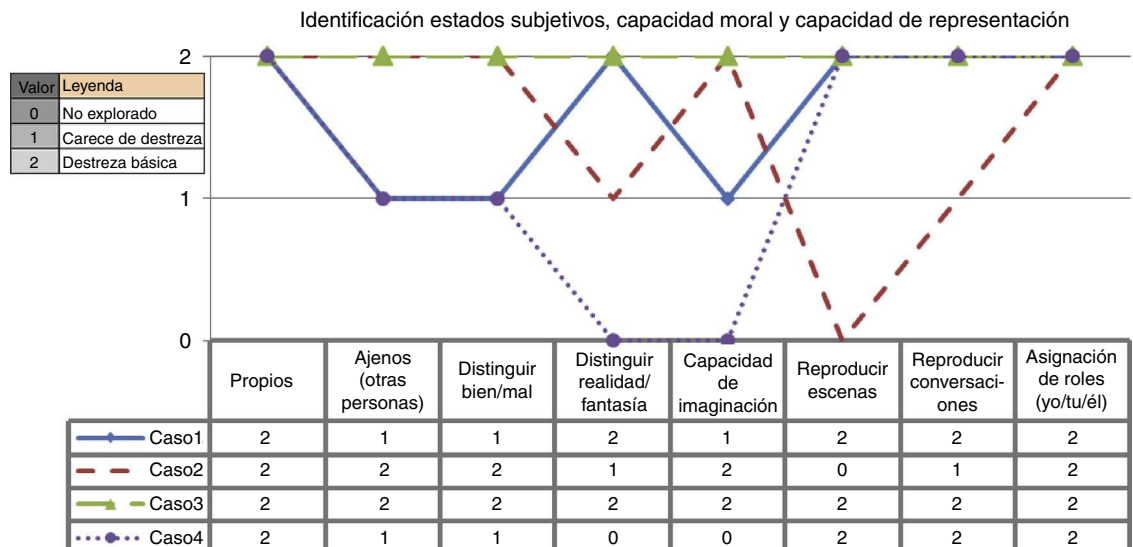 Identificación estados subjetivos, capacidad moral y capacidad de representación
Valor Leyenda
0 No explorado
1 Carece de destreza
2 Destreza básica
2
1
0
Propios
Ajenos
(otras
personas)
Distinguir
bien/mal
Distinguir
realidad/
fantasía
Capacidad
de
imaginación
Reproducir
escenas
Reproducir
conversaci-
ones
Asignación
de roles
(yo/tu/él)
Caso1 2 1 1 2 1 2 2 2
Caso2 2 2 2 1 2 0 1 2
Caso3 2 2 2 2 2 2 2 2
Caso4 2 1 1 0 0 2 2 2